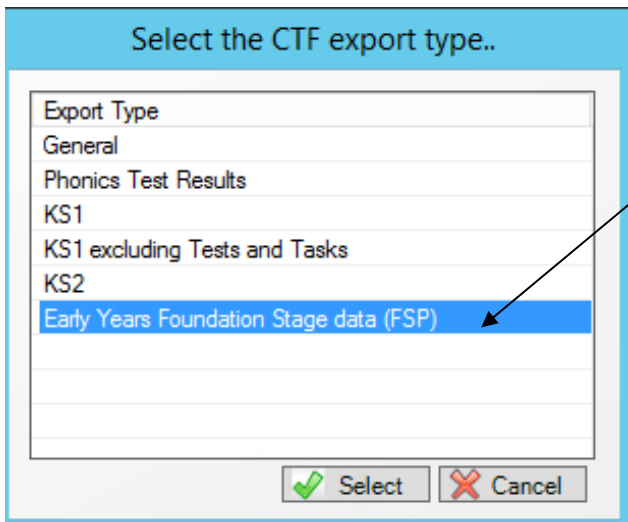 Select the CTF export type..
Export Type
General
Phonics Test Results
KS1
KS1 excluding Tests and Tasks
KS2
Early Years Foundation Stage data (FSP)
Select Cancel